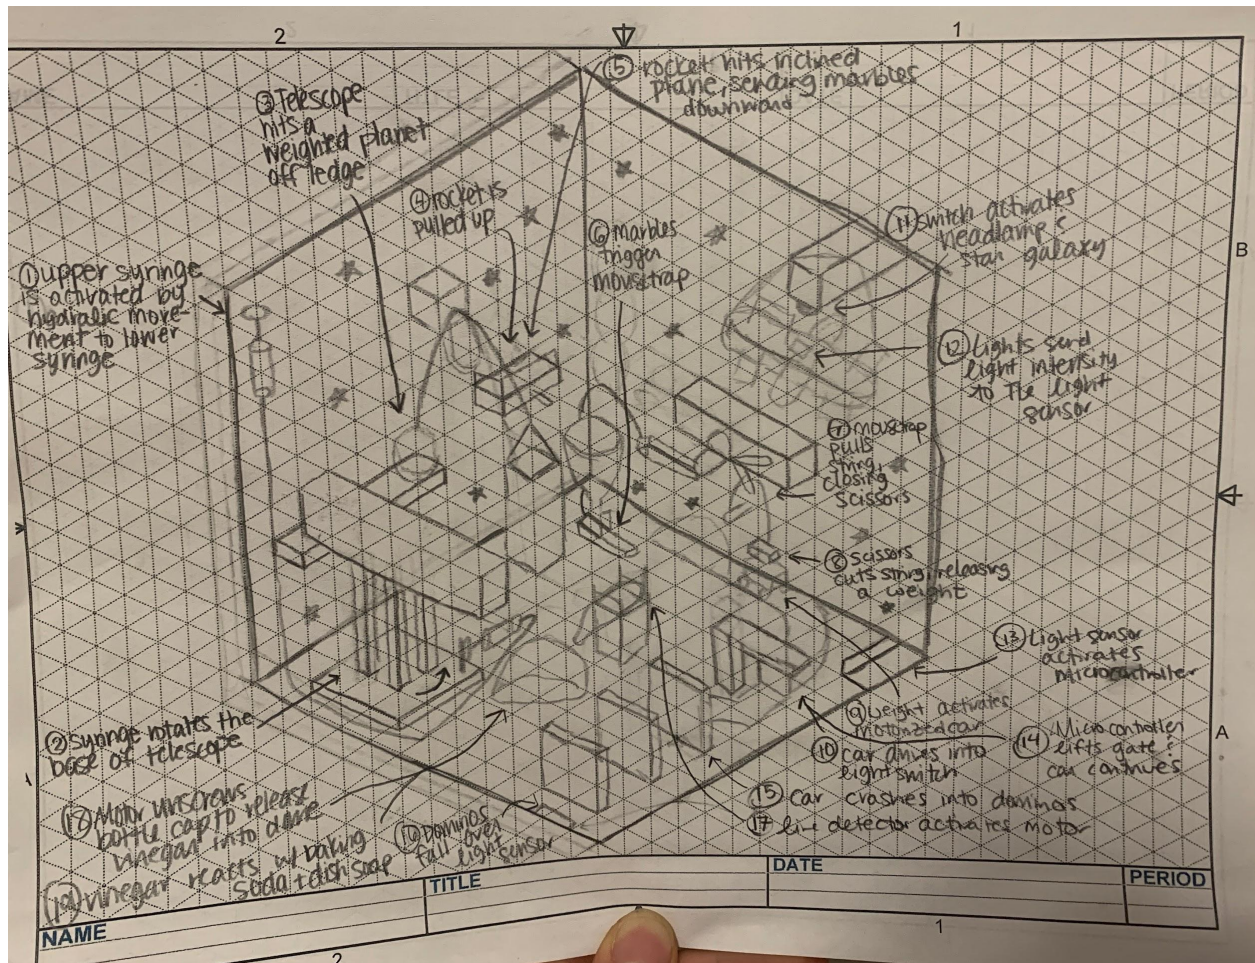 2
1
③ Telescope
hits a
weighted planet
off ledge
⑤ rocket hits inclined
plane, sending marbles
downward
④ rocket is
pulled up
⑥ marbles
trigger
mousetrap
⑪ switch activates
headlamp &
star galaxy
B
① upper syringe
is activated by
hydralic move-
ment to lower
syringe
⑫ Lights send
light intensity
to the light
sensor
⑦ mousetrap
pulls
string,
closing
scissors
⑧ scissors
cuts string, releasing
a weight
⑬ Light sensor
activates
microcontroller
② syringe rotates the
base of telescope
⑨ weight activates
motorized car
⑩ car drives into
lightswitch
⑭ Microcontroller
lifts gate &
car continues
A
⑮ car crashes into dominos
⑰ line detector activates motor
⑱ Motor unscrews
bottle cap to release
vinegar into dome
⑯ Dominos
fall over
light
sensor
⑲ vinegar reacts w/ baking
soda + dish soap
NAME
TITLE
DATE
PERIOD
2
1